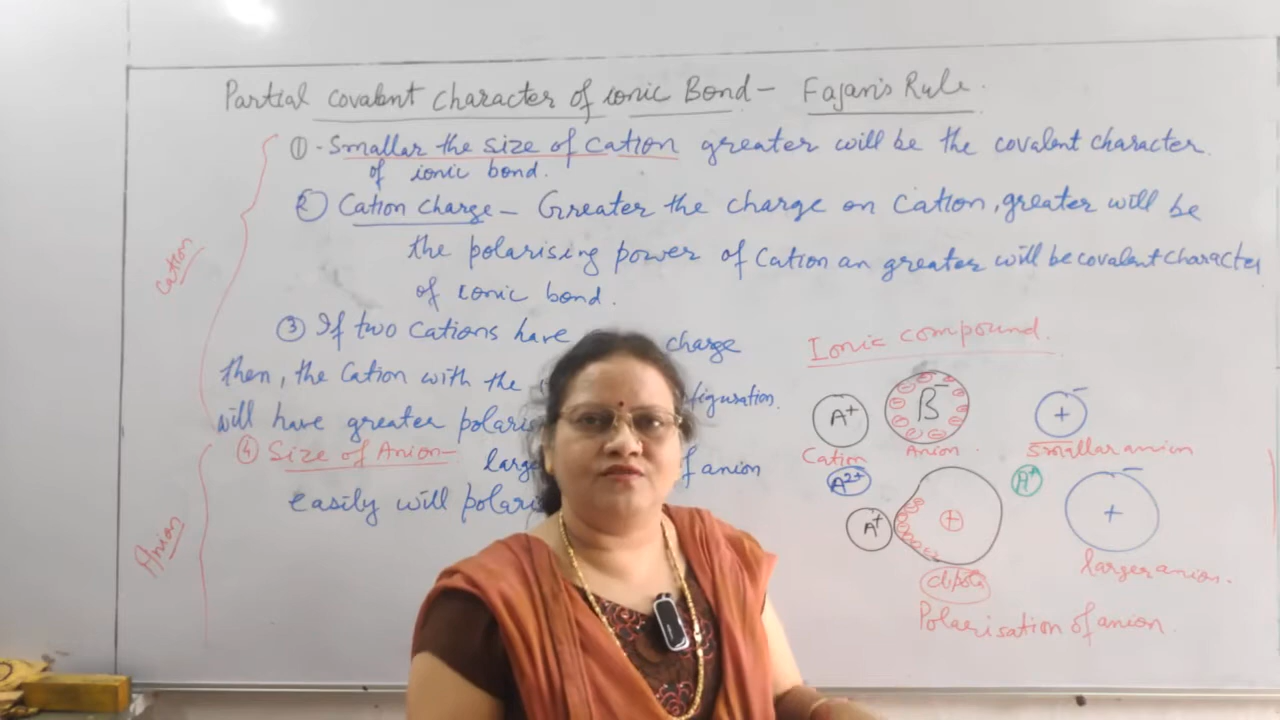 Partial covalent character of ionic Bond - Fajan's Rule.
① - Smallar the size of cation greater will be the covalent character
of ionic bond.
② Cation charge - Greater the charge on cation, greater will be
the polarising power of cation an greater will be covalent character
of ionic bond.
③ If two cations have charge
then, the cation with the
will have greater
④ Size of Anion - of anion
easily will
Cation
Anion
Ionic compound.
A+
B-
Cation
Anion
+ -
smallar anion
A2+
A+
A+
+
+ -
dipole
larger anion.
Polarisation of anion.